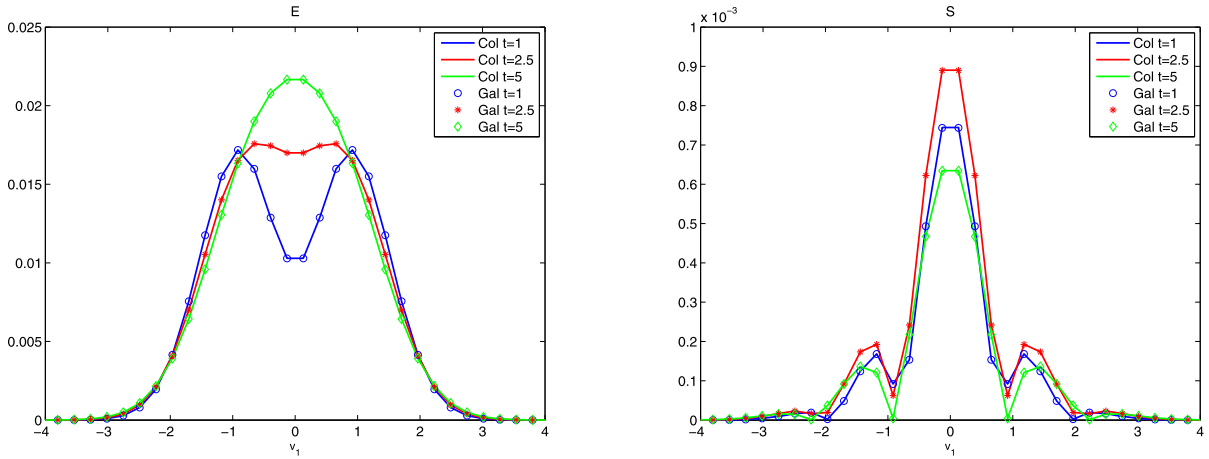 E
0.025
0.02
0.015
0.01
0.005
0
−4 −3 −2 −1 0 1 2 3 4
v1
Col t=1
Col t=2.5
Col t=5
Gal t=1
Gal t=2.5
Gal t=5
S
x 10−3
1
0.9
0.8
0.7
0.6
0.5
0.4
0.3
0.2
0.1
0
−4 −3 −2 −1 0 1 2 3 4
v1
Col t=1
Col t=2.5
Col t=5
Gal t=1
Gal t=2.5
Gal t=5